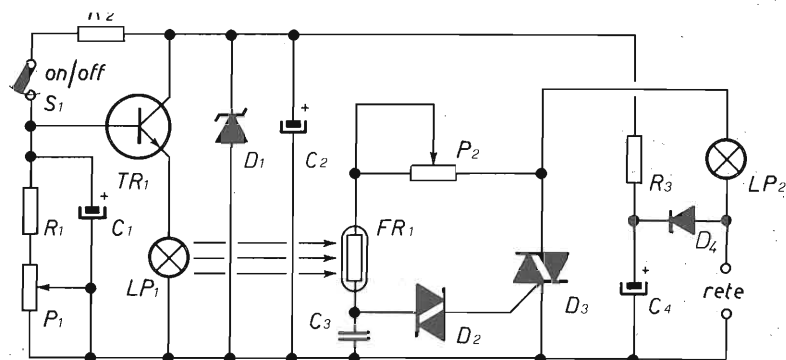 R2
on/off
S1
TR1
R1
C1
P1
LP1
D1
C2
+
+
P2
FR1
C3
D2
D3
R3
D4
LP2
+
C4
rete